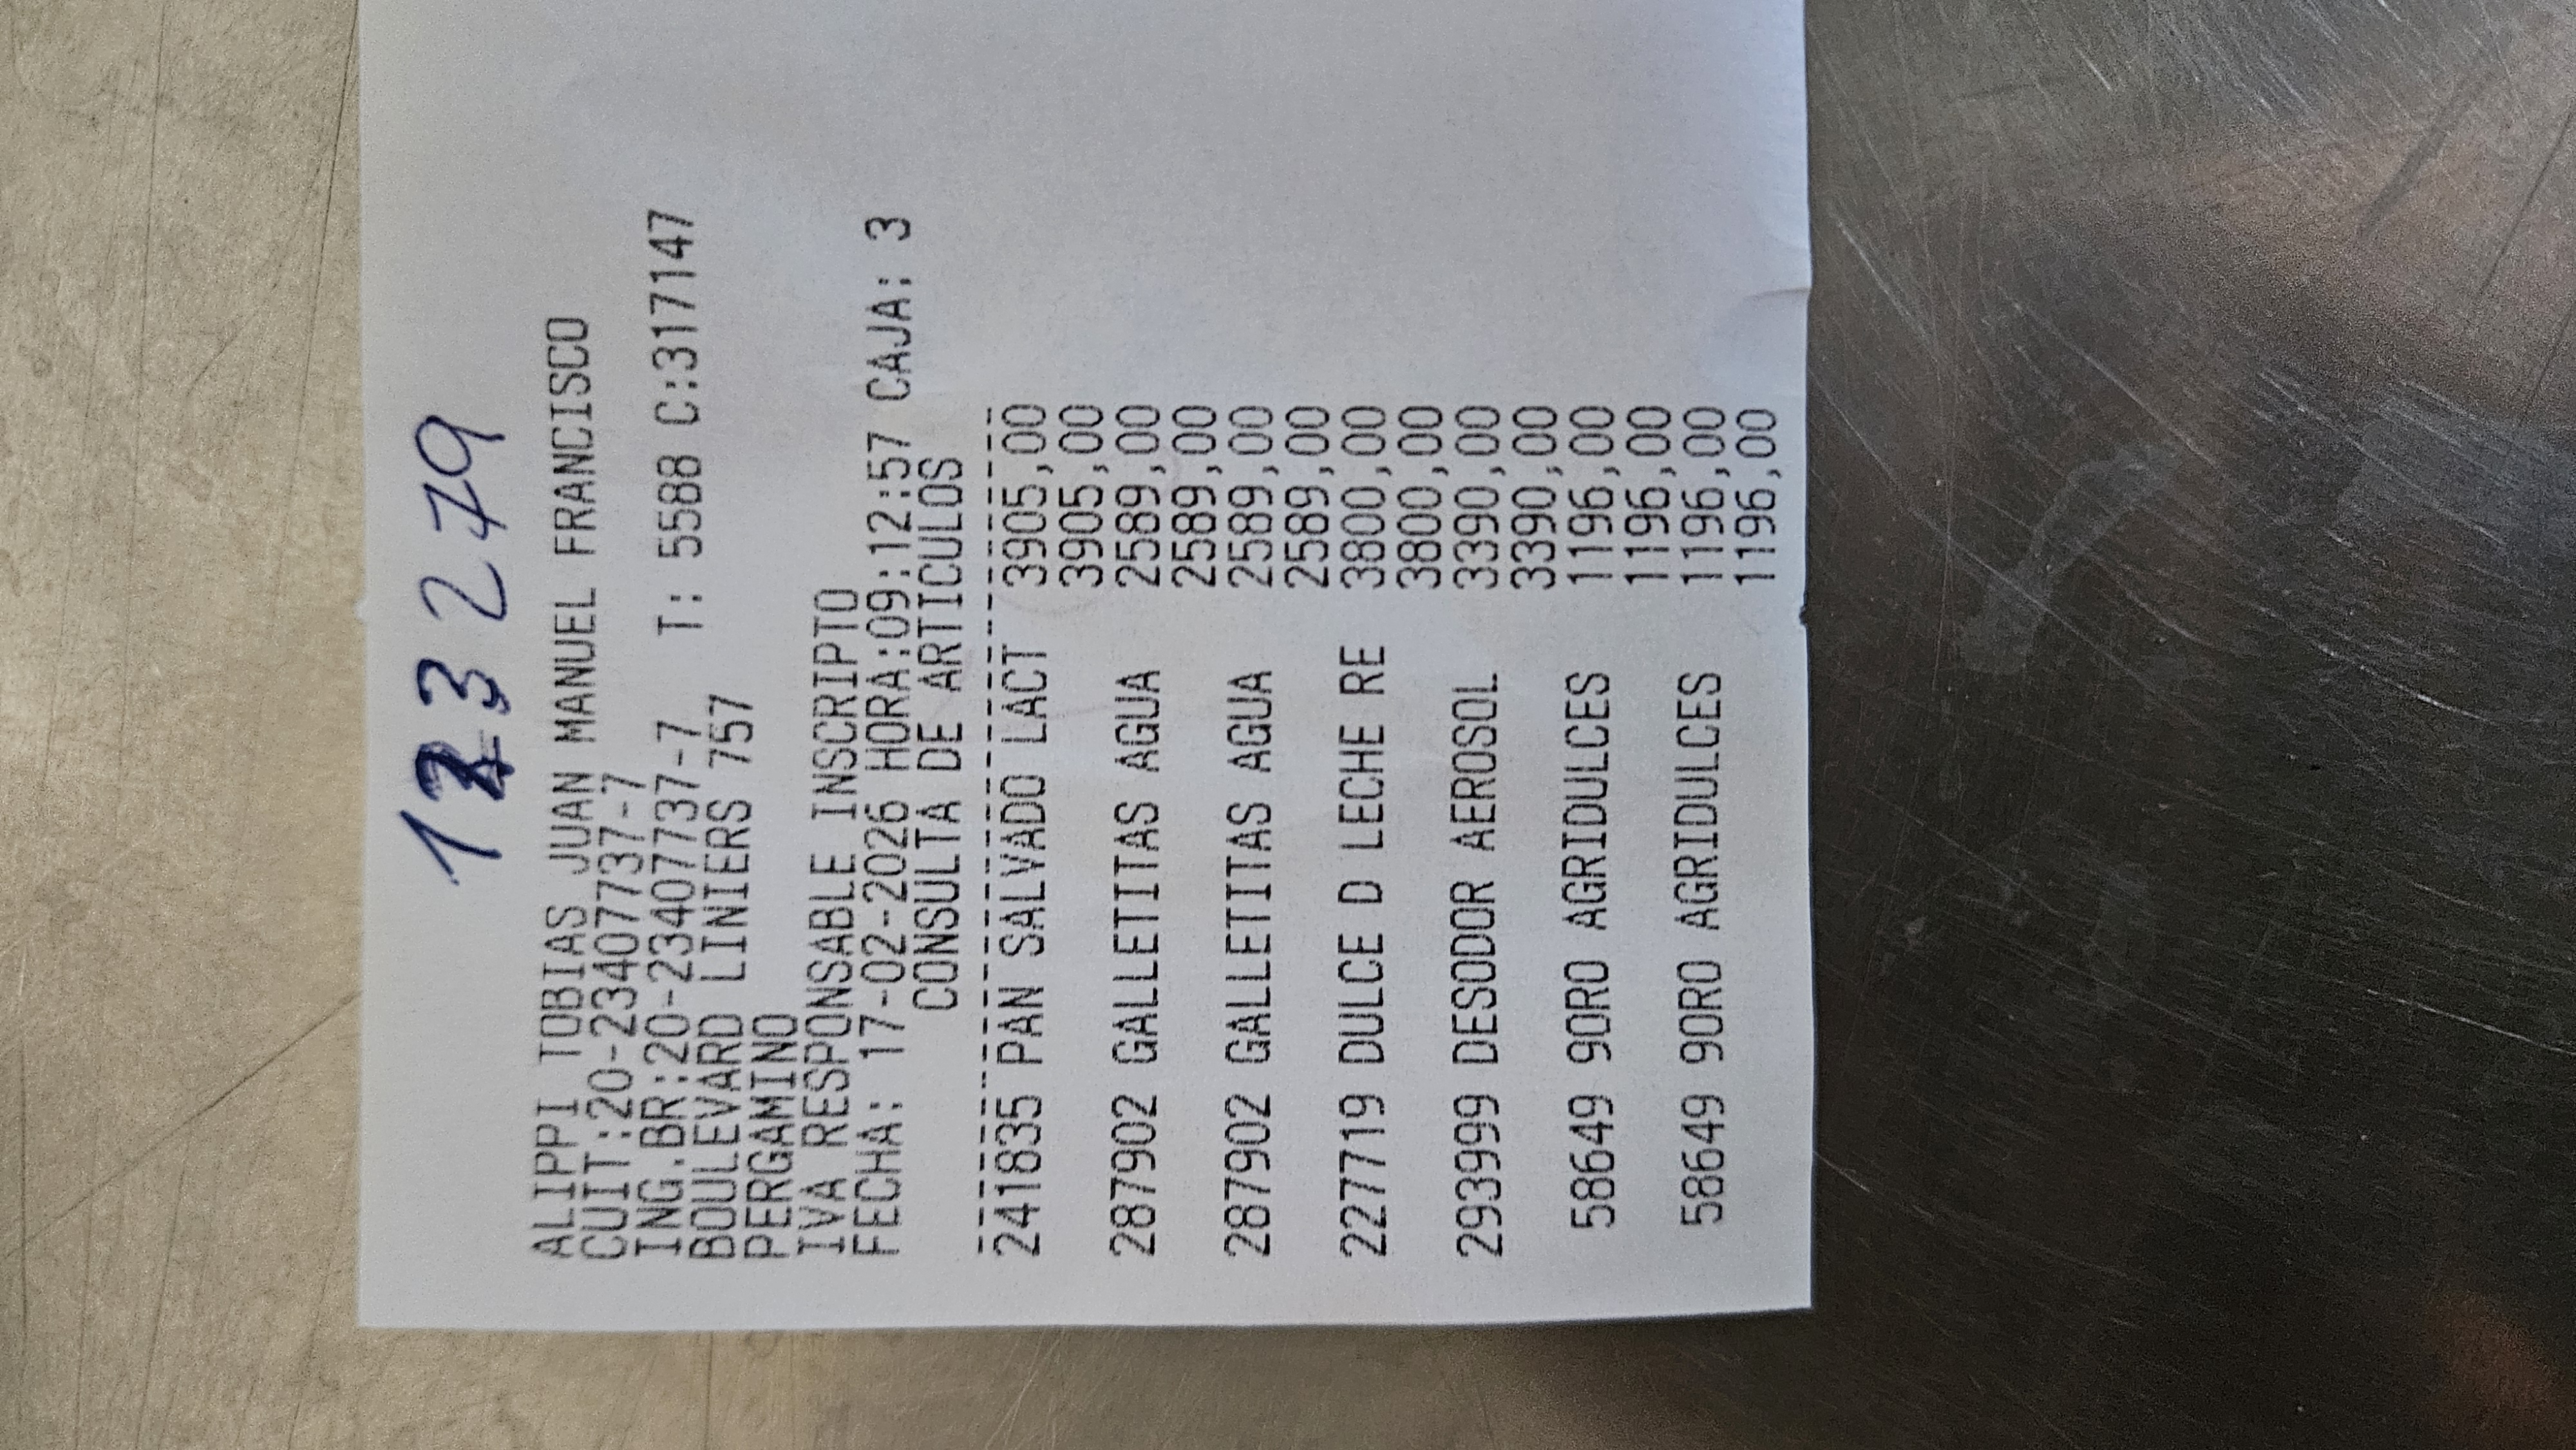 ALIPPI TOBIAS JUAN MANUEL FRANCISCO
CUIT:20-23407737-7
ING.BR:20-23407737-7 T: 5588 C:317147
BOULEVARD LINIERS 757
PERGAMINO
IVA RESPONSABLE INSCRIPTO
FECHA: 17-02-2026 HORA:09:12:57 CAJA: 3
CONSULTA DE ARTICULOS
241835 PAN SALVADO LACT 3905,00
3905,00
287902 GALLETITAS AGUA 2589,00
2589,00
287902 GALLETITAS AGUA 2589,00
2589,00
227719 DULCE D LECHE RE 3800,00
3800,00
293999 DESODOR AEROSOL 3390,00
3390,00
58649 9ORO AGRIDULCES 1196,00
1196,00
58649 9ORO AGRIDULCES 1196,00
1196,00